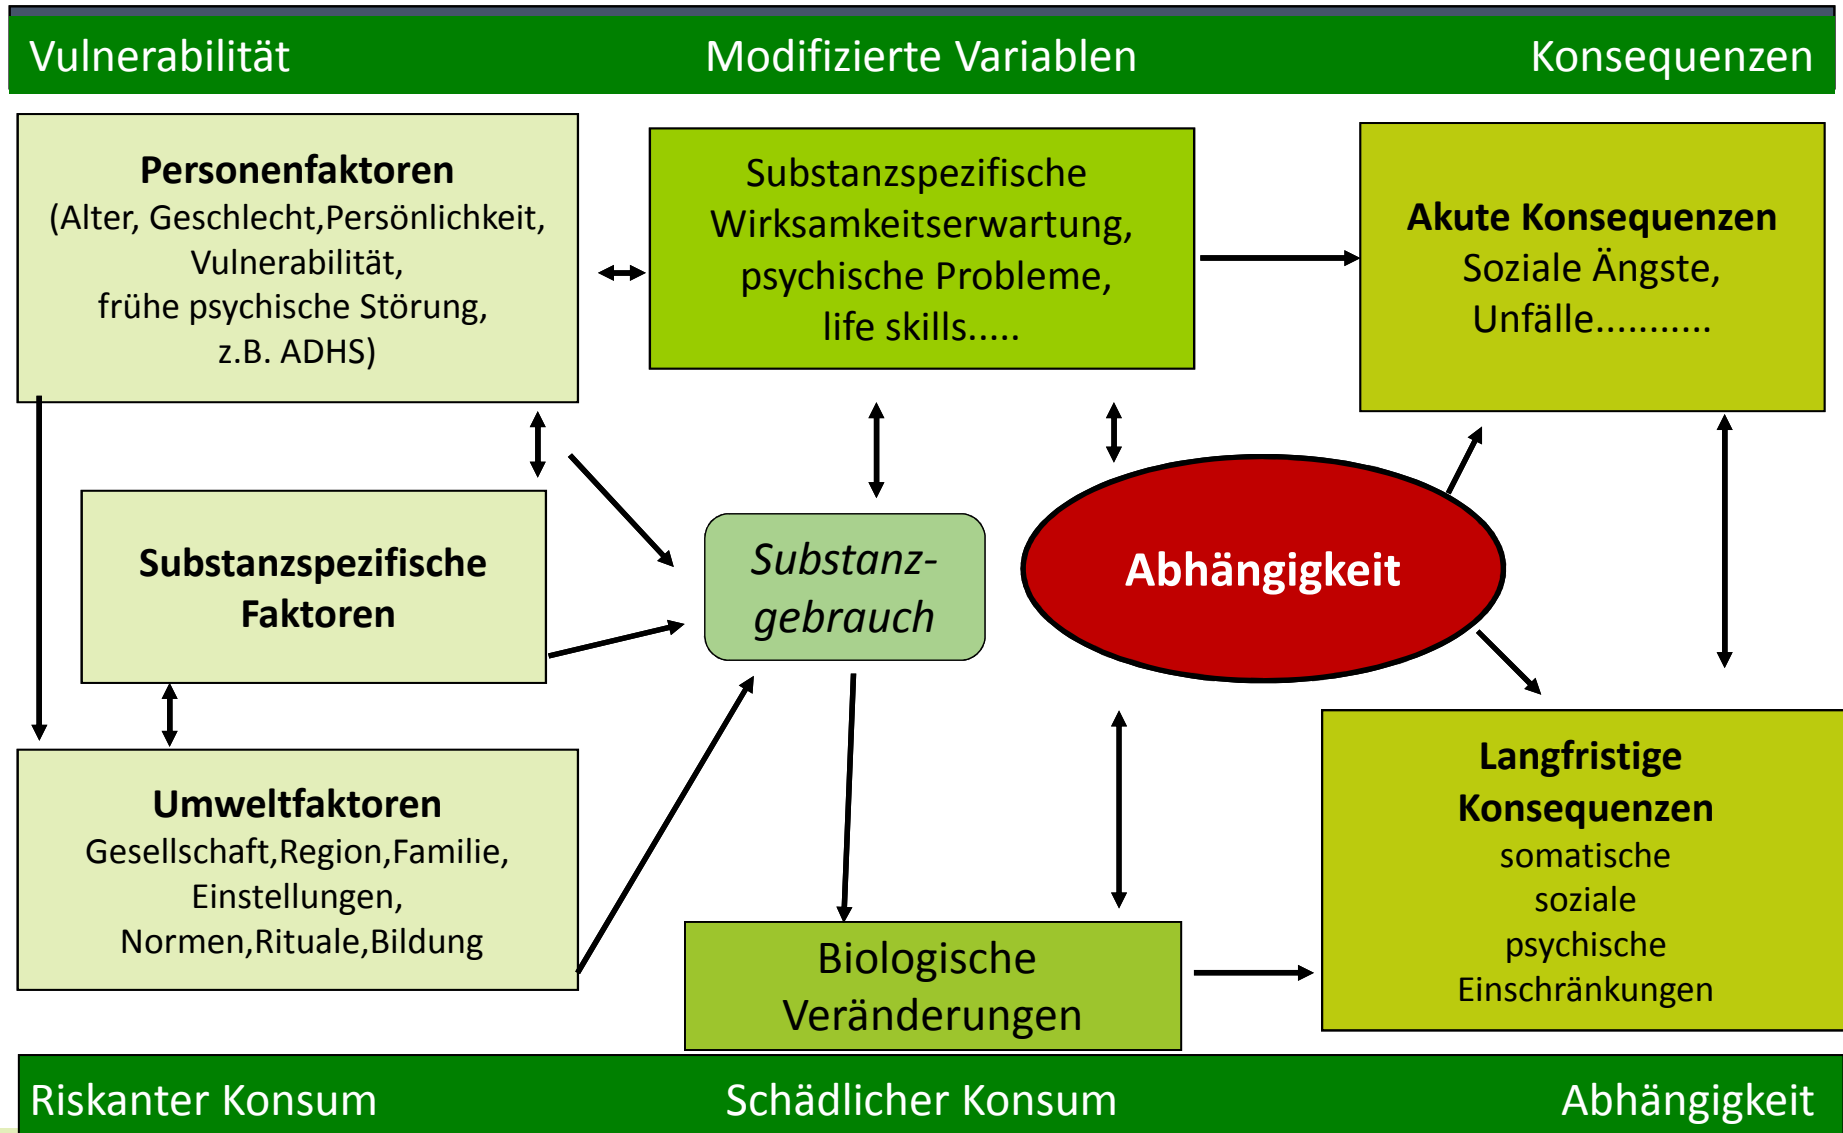 Vulnerabilität
Modifizierte Variablen
Konsequenzen
Personenfaktoren
(Alter, Geschlecht,Persönlichkeit,
Vulnerabilität,
frühe psychische Störung,
z.B. ADHS)
Substanzspezifische
Wirksamkeitserwartung,
psychische Probleme,
life skills.....
Akute Konsequenzen
Soziale Ängste,
Unfälle...........
Substanzspezifische
Faktoren
Substanz-
gebrauch
Abhängigkeit
Umweltfaktoren
Gesellschaft,Region,Familie,
Einstellungen,
Normen,Rituale,Bildung
Biologische
Veränderungen
Langfristige
Konsequenzen
somatische
soziale
psychische
Einschränkungen
Riskanter Konsum
Schädlicher Konsum
Abhängigkeit